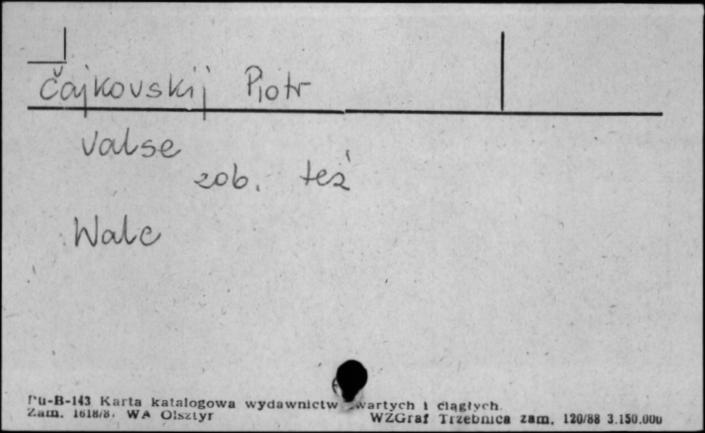 Čajkovskij Piotr
Valse
zob. też
Walc
Pu-B-143 Karta katalogowa wydawnictw zwartych i ciągłych.
Zam. 1618/8. WA Olsztyn
WZGraf Trzebnica zam. 120/88 3.150.000